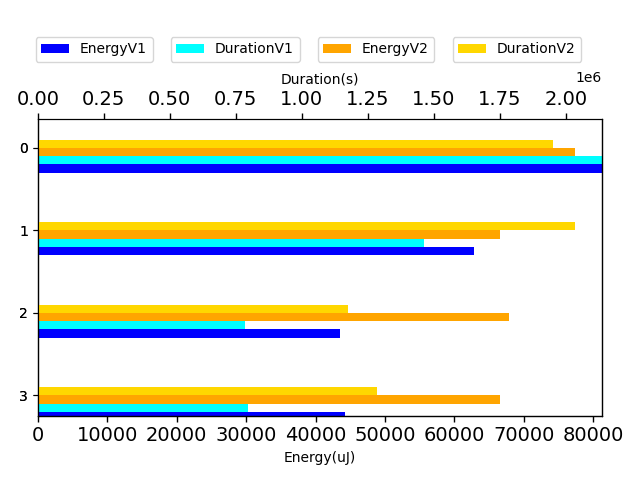 EnergyV1 DurationV1 EnergyV2 DurationV2
Duration(s)
1e6
0.00 0.25 0.50 0.75 1.00 1.25 1.50 1.75 2.00
0
1
2
3
0 10000 20000 30000 40000 50000 60000 70000 80000
Energy(uJ)